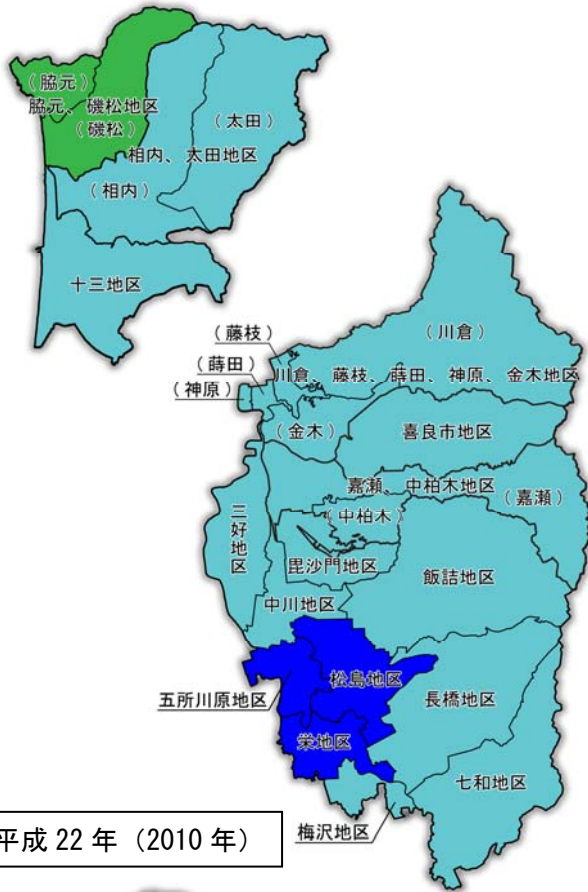 (脇元)
脇元、磯松地区
(磯松)
(太田)
相内、太田地区
(相内)
十三地区
(藤枝)
(川倉)
(蒔田)
川倉、藤枝、蒔田、神原、金木地区
(神原)
(金木)
喜良市地区
嘉瀬、中柏木地区
(嘉瀬)
(中柏木)
三好地区
毘沙門地区
飯詰地区
中川地区
松島地区
五所川原地区
長橋地区
栄地区
七和地区
梅沢地区
平成 22 年 (2010 年)